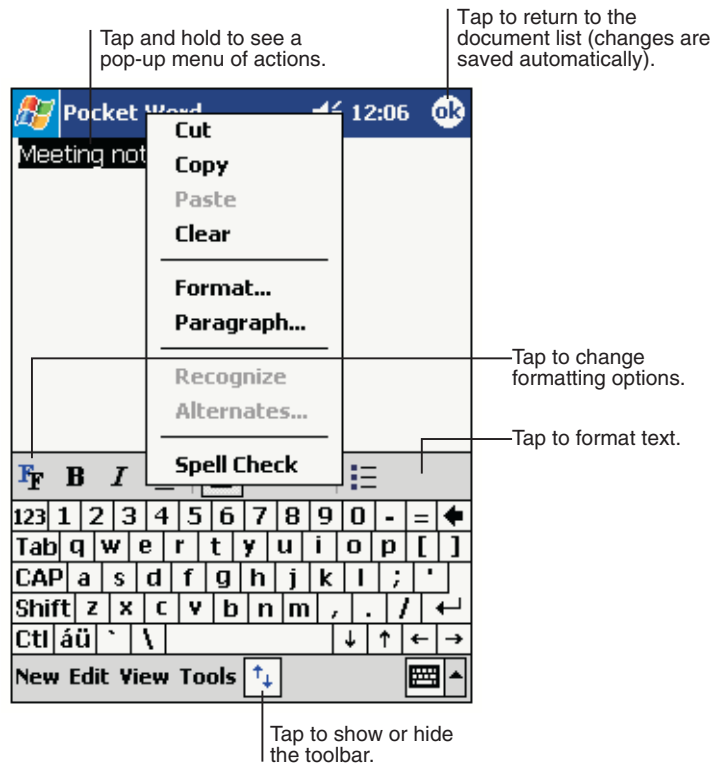 Tap to return to the
document list (changes are
saved automatically).
Tap and hold to see a
pop-up menu of actions.
Pocket Word 12:06 ok
Meeting not
Cut
Copy
Paste
Clear
Format...
Paragraph...
Recognize
Alternates...
Spell Check
Tap to change
formatting options.
Tap to format text.
FF B I
123 1 2 3 4 5 6 7 8 9 0 - =
Tab q w e r t y u i o p [ ]
CAP a s d f g h j k l ; '
Shift z x c v b n m , . /
Ctl áü ` \ ↓ ↑ ← →
New Edit View Tools
Tap to show or hide
the toolbar.